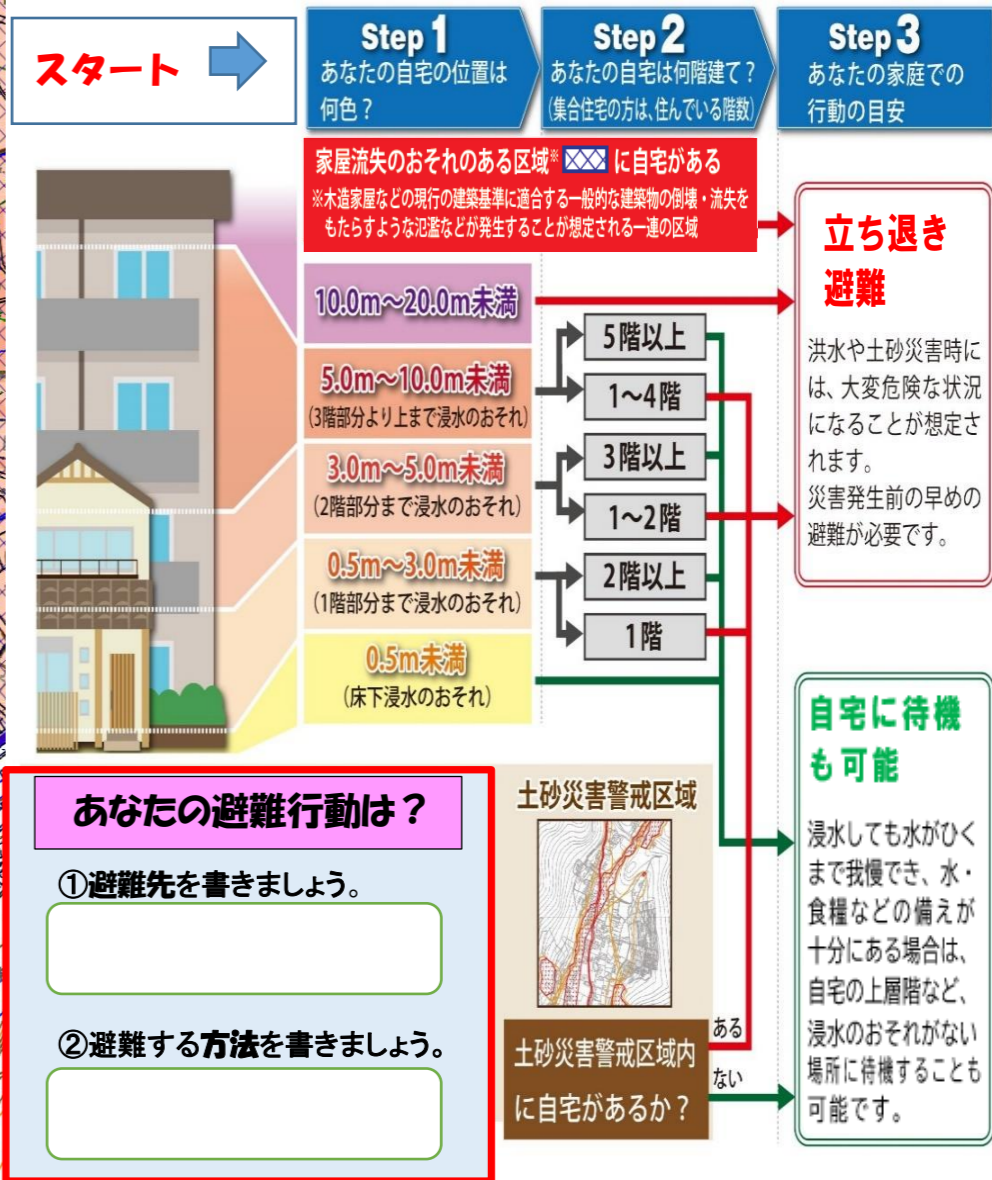 スタート
Step 1
あなたの自宅の位置は
何色？
Step 2
あなたの自宅は何階建て？
(集合住宅の方は、住んでいる階数)
Step 3
あなたの家庭での
行動の目安
家屋流失のおそれのある区域※ に自宅がある
※木造家屋などの現行の建築基準に適合する一般的な建築物の倒壊・流失を
もたらすような氾濫などが発生することが想定される一連の区域
10.0m～20.0m未満
5.0m～10.0m未満
(3階部分より上まで浸水のおそれ)
3.0m～5.0m未満
(2階部分まで浸水のおそれ)
0.5m～3.0m未満
(1階部分まで浸水のおそれ)
0.5m未満
(床下浸水のおそれ)
5階以上
1～4階
3階以上
1～2階
2階以上
1階
立ち退き
避難
洪水や土砂災害時に
は、大変危険な状況
になることが想定さ
れます。
災害発生前の早めの
避難が必要です。
自宅に待機
も可能
浸水しても水がひく
まで我慢でき、水・
食糧などの備えが
十分にある場合は、
自宅の上層階など、
浸水のおそれがない
場所に待機することも
可能です。
土砂災害警戒区域
土砂災害警戒区域内
に自宅があるか？
ある
ない
あなたの避難行動は？
①避難先を書きましょう。
②避難する方法を書きましょう。